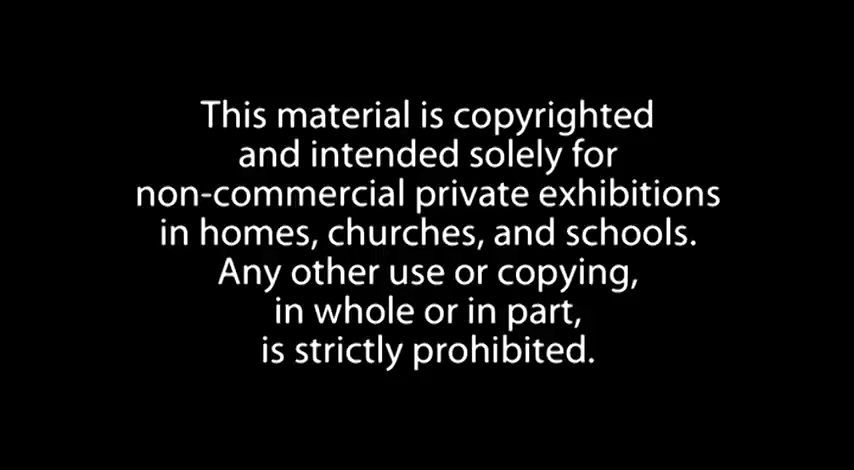 This material is copyrighted
and intended solely for
non-commercial private exhibitions
in homes, churches, and schools.
Any other use or copying,
in whole or in part,
is strictly prohibited.